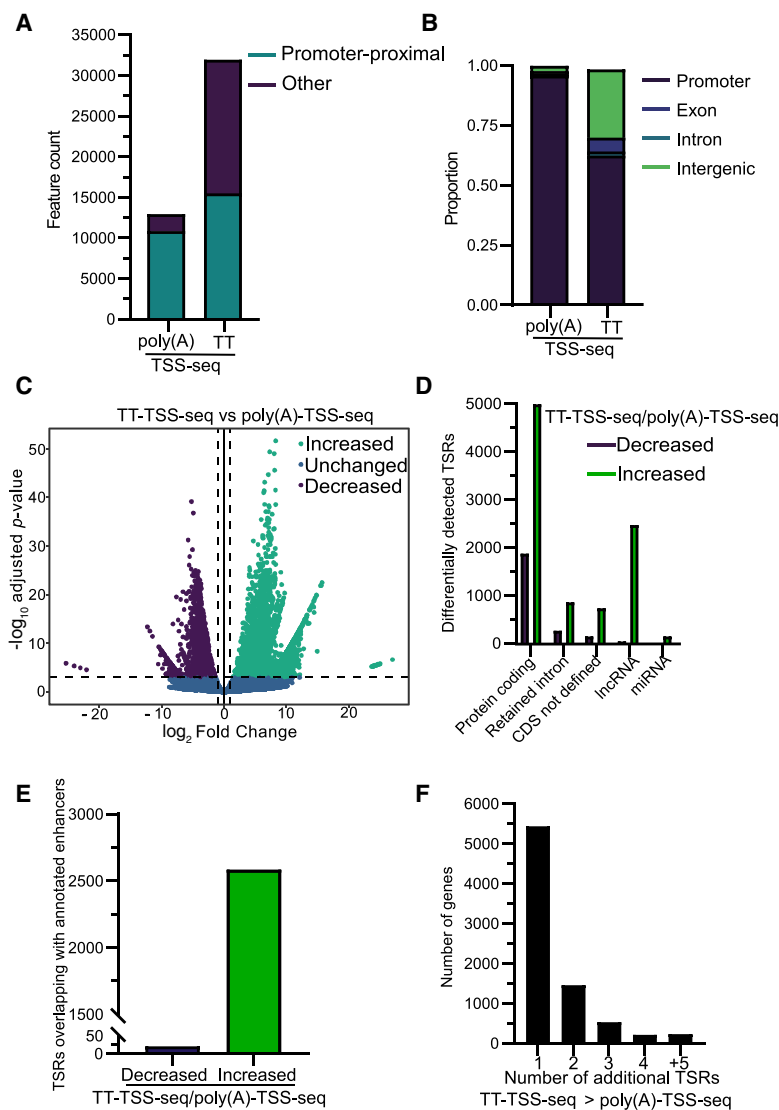 A
35000
30000
25000
20000
15000
10000
5000
0
Feature count
Promoter-proximal
Other
poly(A) TT
TSS-seq
B
1.00
0.75
0.50
0.25
0.00
Proportion
Promoter
Exon
Intron
Intergenic
poly(A) TT
TSS-seq
C
TT-TSS-seq vs poly(A)-TSS-seq
Increased
Unchanged
Decreased
50
40
30
20
10
0
-log10 adjusted p-value
-20 -10 0 10 20
log2 Fold Change
D
TT-TSS-seq/poly(A)-TSS-seq
Decreased
Increased
5000
4000
3000
2000
1000
0
Differentially detected TSRs
Protein coding
Retained intron
CDS not defined
lncRNA
miRNA
E
3000
2500
2000
1500
50
0
TSRs overlapping with annotated enhancers
Decreased Increased
TT-TSS-seq/poly(A)-TSS-seq
F
6000
5000
4000
3000
2000
1000
0
Number of genes
1 2 3 4 +5
Number of additional TSRs
TT-TSS-seq > poly(A)-TSS-seq